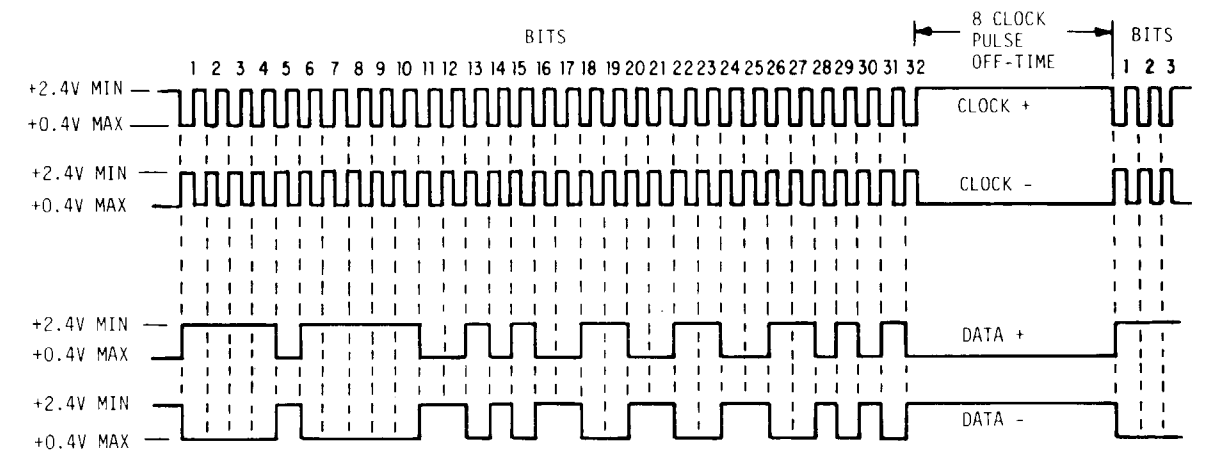 8 CLOCK
PULSE
OFF-TIME
BITS
BITS
1 2 3 4 5 6 7 8 9 10 11 12 13 14 15 16 17 18 19 20 21 22 23 24 25 26 27 28 29 30 31 32
1 2 3
+2.4V MIN
CLOCK +
+0.4V MAX
+2.4V MIN
CLOCK -
+0.4V MAX
+2.4V MIN
DATA +
+0.4V MAX
+2.4V MIN
DATA -
+0.4V MAX